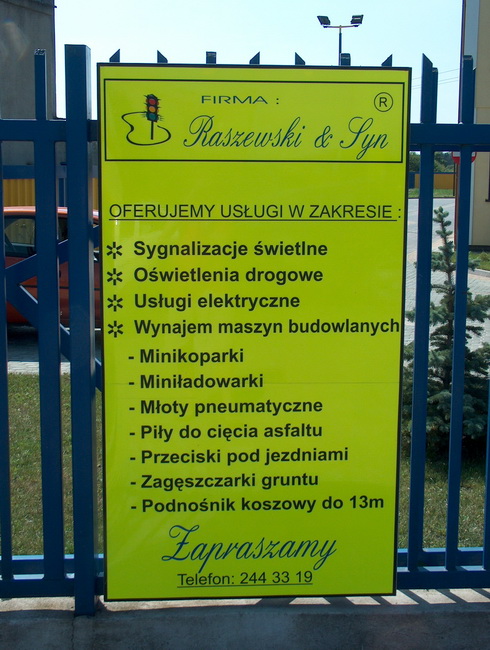 FIRMA :
®
Raszewski & Syn
OFERUJEMY USŁUGI W ZAKRESIE :
✲ Sygnalizacje świetlne
✲ Oświetlenia drogowe
✲ Usługi elektryczne
✲ Wynajem maszyn budowlanych
- Minikoparki
- Miniładowarki
- Młoty pneumatyczne
- Piły do cięcia asfaltu
- Przeciski pod jezdniami
- Zagęszczarki gruntu
- Podnośnik koszowy do 13m
Zapraszamy
Telefon: 244 33 19